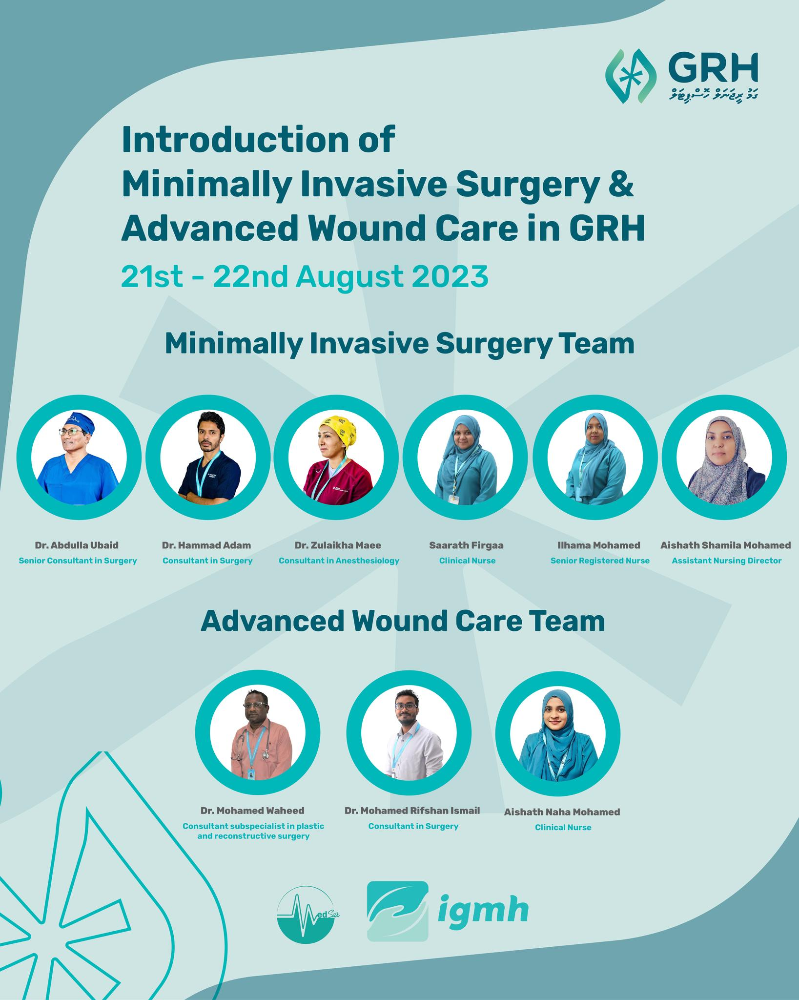 GRH
ގަމު ރީޖަނަލް ހޮސްޕިޓަލް
Introduction of
Minimally Invasive Surgery &
Advanced Wound Care in GRH
21st - 22nd August 2023
Minimally Invasive Surgery Team
Dr. Abdulla Ubaid
Senior Consultant in Surgery
Dr. Hammad Adam
Consultant in Surgery
Dr. Zulaikha Maee
Consultant in Anesthesiology
Saarath Firgaa
Clinical Nurse
Ilhama Mohamed
Senior Registered Nurse
Aishath Shamila Mohamed
Assistant Nursing Director
Advanced Wound Care Team
Dr. Mohamed Waheed
Consultant subspecialist in plastic
and reconstructive surgery
Dr. Mohamed Rifshan Ismail
Consultant in Surgery
Aishath Naha Mohamed
Clinical Nurse
MedSilk
igmh